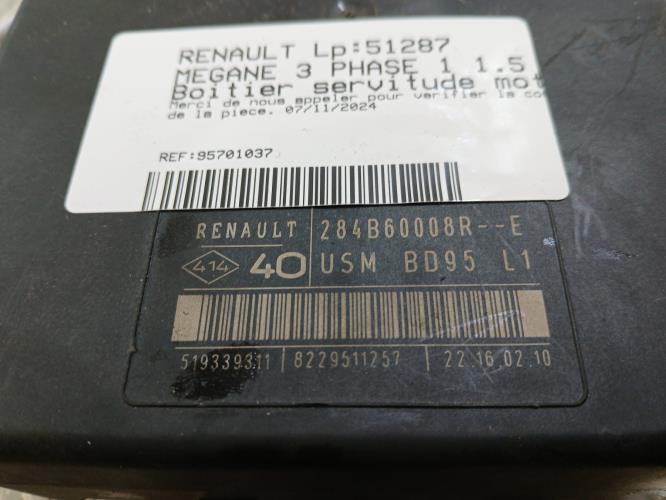 RENAULT Lp:51287
MEGANE 3 PHASE 1 1.5
Boitier servitude mot
Merci de nous appeler pour verifier la co
de la piece. 07/11/2024
REF:95701037
RENAULT 284B60008R--E
414 40 USM BD95 L1
519339311 8229511257 22.16.02.10